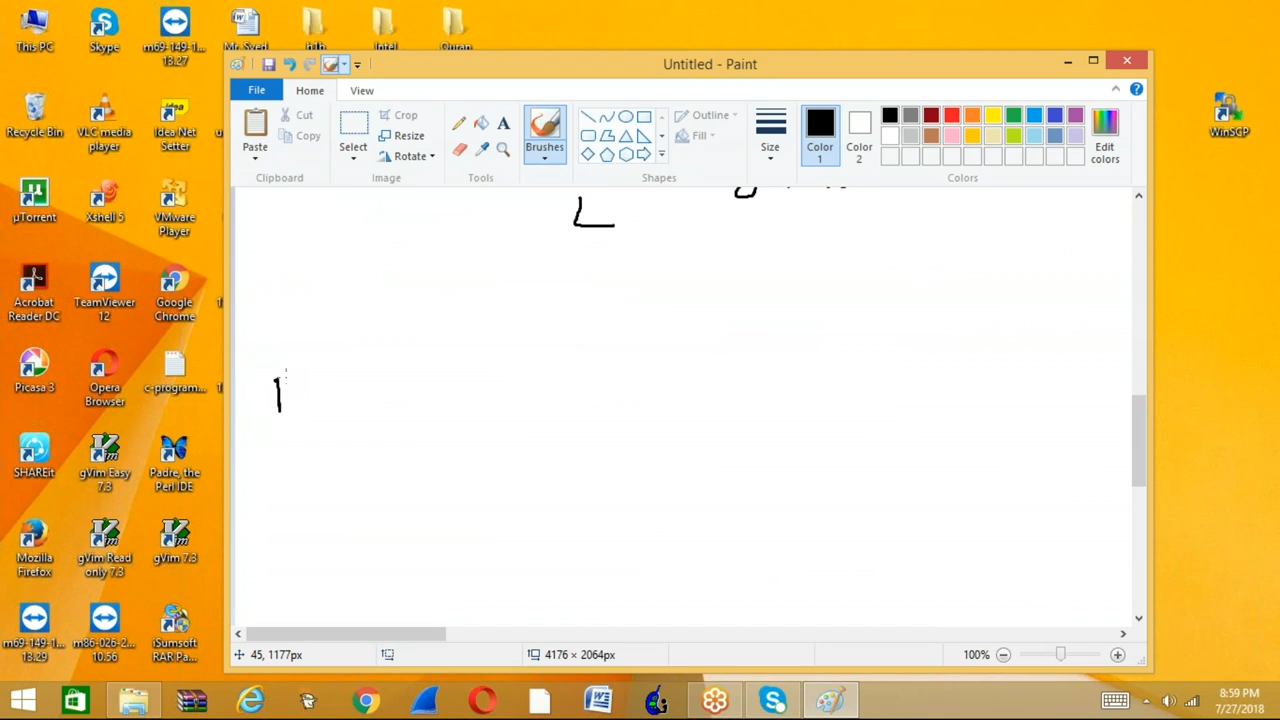 This PC
Skype
m69-149-1...
13.27
Mr. Syed
Intel
Quran
Untitled - Paint
File
Home
View
Cut
Copy
Paste
Clipboard
Select
Crop
Resize
Rotate
Image
Tools
Brushes
Outline
Fill
Shapes
Size
Color
1
Color
2
Edit
colors
Colors
Recycle Bin
VLC media
player
Idea Net
Setter
WinSCP
µTorrent
Xshell 5
VMware
Player
Acrobat
Reader DC
TeamViewer
12
Google
Chrome
Picasa 3
Opera
Browser
c-program...
SHAREit
gVim Easy
7.3
Padre, the
Perl IDE
Mozilla
Firefox
gVim Read
only 7.3
gVim 7.3
m69-149-1...
13.29
m86-026-2...
10.56
iSumsoft
RAR Pa...
45, 1177px
4176 × 2064px
100%
8:59 PM
7/27/2018